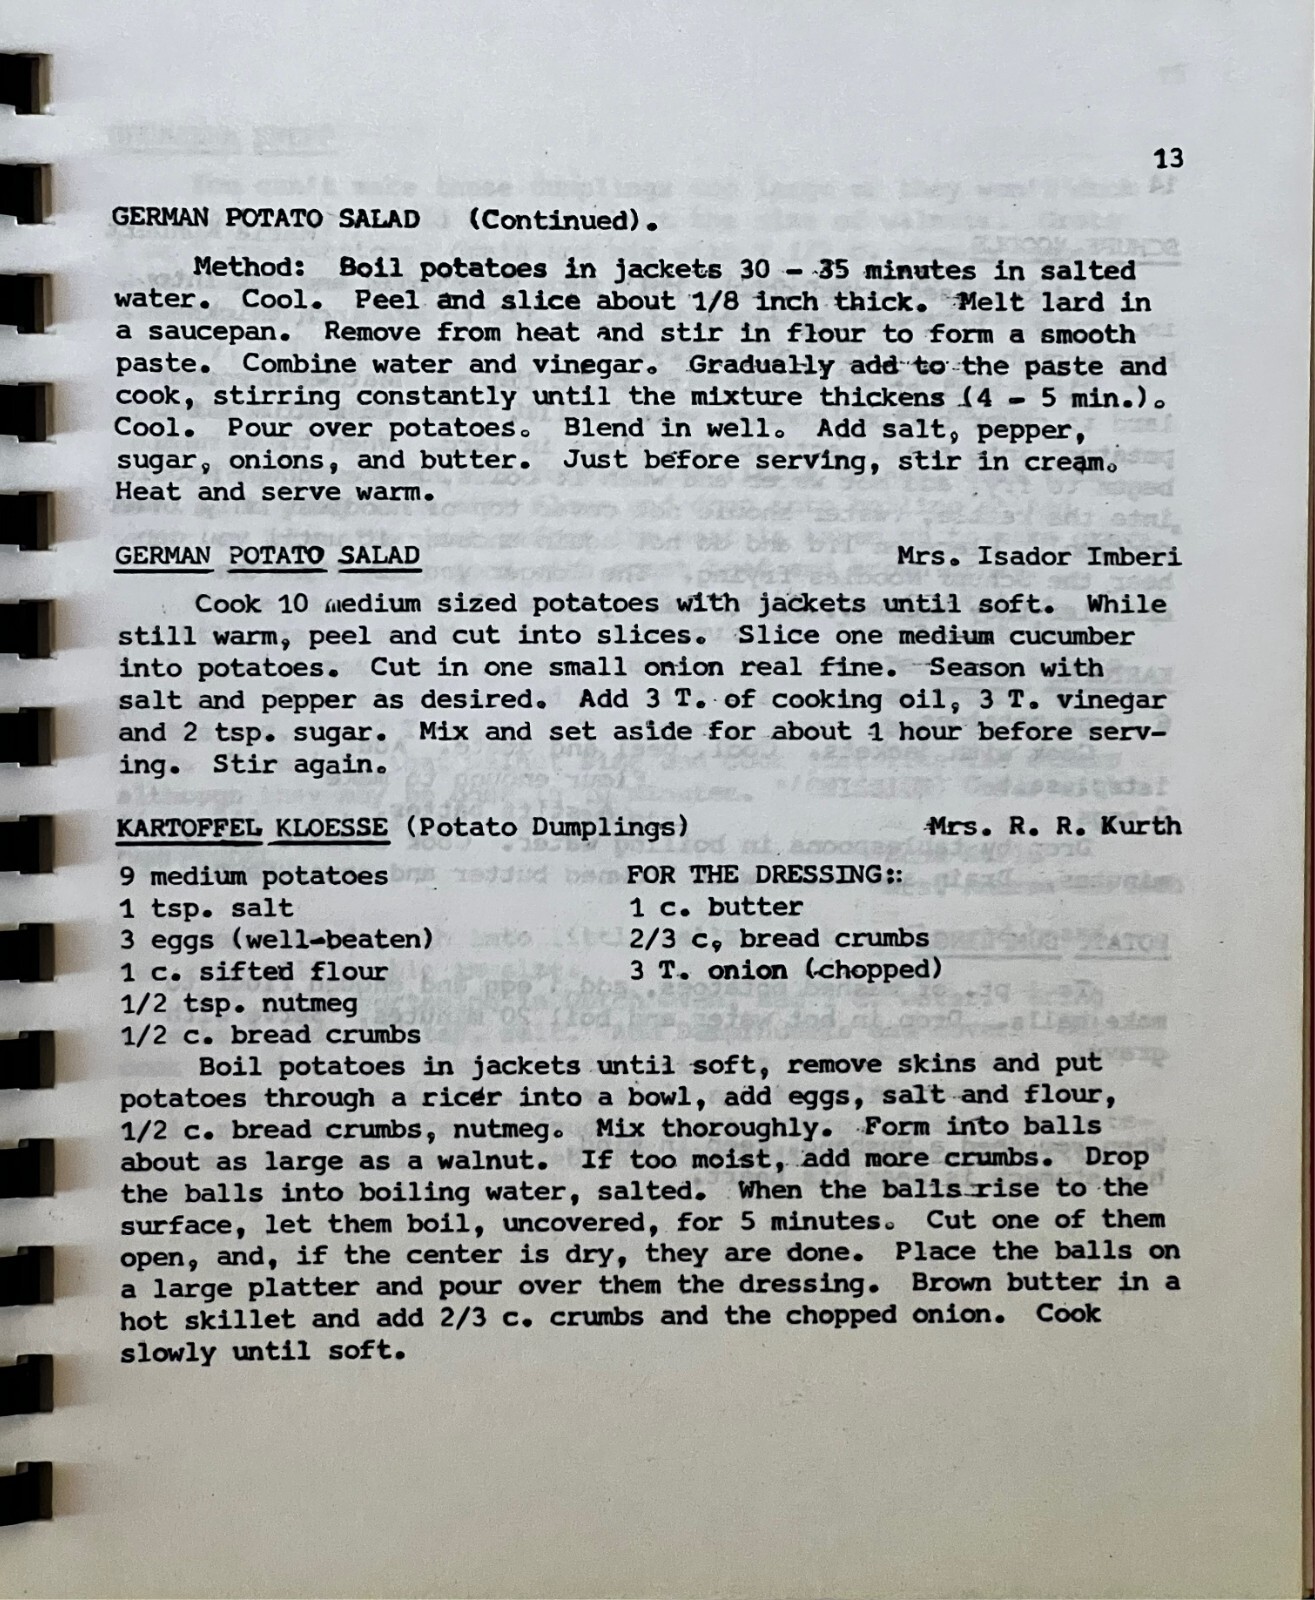 13
GERMAN POTATO SALAD (Continued).
Method: Boil potatoes in jackets 30 - 35 minutes in salted
water. Cool. Peel and slice about 1/8 inch thick. Melt lard in
a saucepan. Remove from heat and stir in flour to form a smooth
paste. Combine water and vinegar. Gradually add to the paste and
cook, stirring constantly until the mixture thickens (4 - 5 min.).
Cool. Pour over potatoes. Blend in well. Add salt, pepper,
sugar, onions, and butter. Just before serving, stir in cream.
Heat and serve warm.
GERMAN POTATO SALAD Mrs. Isador Imberi
Cook 10 medium sized potatoes with jackets until soft. While
still warm, peel and cut into slices. Slice one medium cucumber
into potatoes. Cut in one small onion real fine. Season with
salt and pepper as desired. Add 3 T. of cooking oil, 3 T. vinegar
and 2 tsp. sugar. Mix and set aside for about 1 hour before serv-
ing. Stir again.
KARTOFFEL KLOESSE (Potato Dumplings) Mrs. R. R. Kurth
9 medium potatoes FOR THE DRESSING::
1 tsp. salt 1 c. butter
3 eggs (well-beaten) 2/3 c, bread crumbs
1 c. sifted flour 3 T. onion (chopped)
1/2 tsp. nutmeg
1/2 c. bread crumbs
Boil potatoes in jackets until soft, remove skins and put
potatoes through a ricer into a bowl, add eggs, salt and flour,
1/2 c. bread crumbs, nutmeg. Mix thoroughly. Form into balls
about as large as a walnut. If too moist, add more crumbs. Drop
the balls into boiling water, salted. When the balls rise to the
surface, let them boil, uncovered, for 5 minutes. Cut one of them
open, and, if the center is dry, they are done. Place the balls on
a large platter and pour over them the dressing. Brown butter in a
hot skillet and add 2/3 c. crumbs and the chopped onion. Cook
slowly until soft.